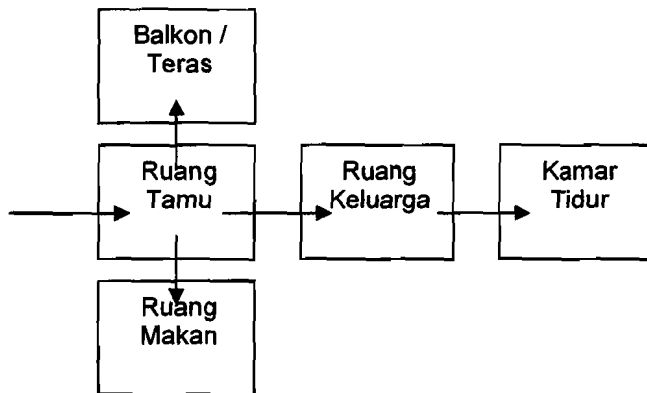 Balkon /
Teras
Ruang
Tamu
Ruang
Keluarga
Kamar
Tidur
Ruang
Makan